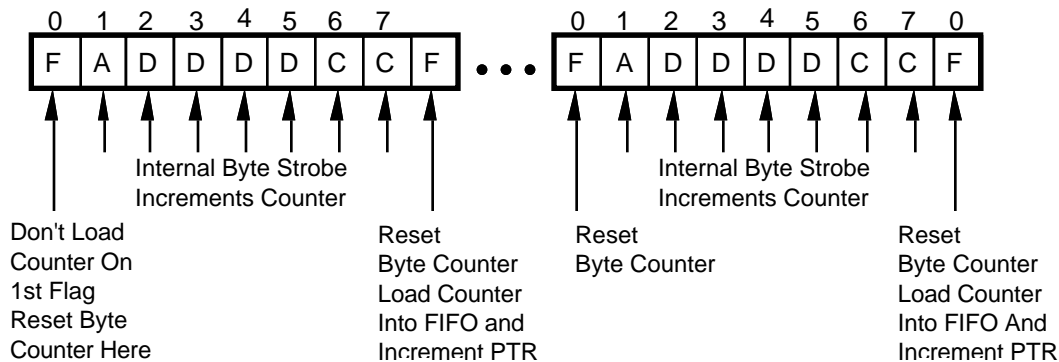 0 1 2 3 4 5 6 7 0 1 2 3 4 5 6 7 0
F A D D D D C C F ••• F A D D D D C C F
Internal Byte Strobe
Increments Counter
Internal Byte Strobe
Increments Counter
Don't Load
Counter On
1st Flag
Reset Byte
Counter Here
Reset
Byte Counter
Load Counter
Into FIFO and
Increment PTR
Reset
Byte Counter
Reset
Byte Counter
Load Counter
Into FIFO And
Increment PTR